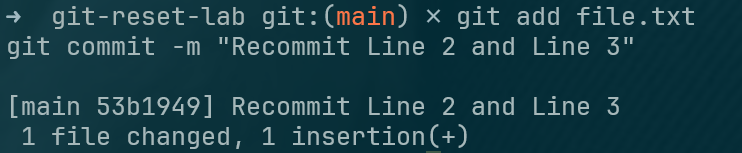 ➜  git-reset-lab git:(main) ✗ git add file.txt
git commit -m "Recommit Line 2 and Line 3"
[main 53b1949] Recommit Line 2 and Line 3
 1 file changed, 1 insertion(+)